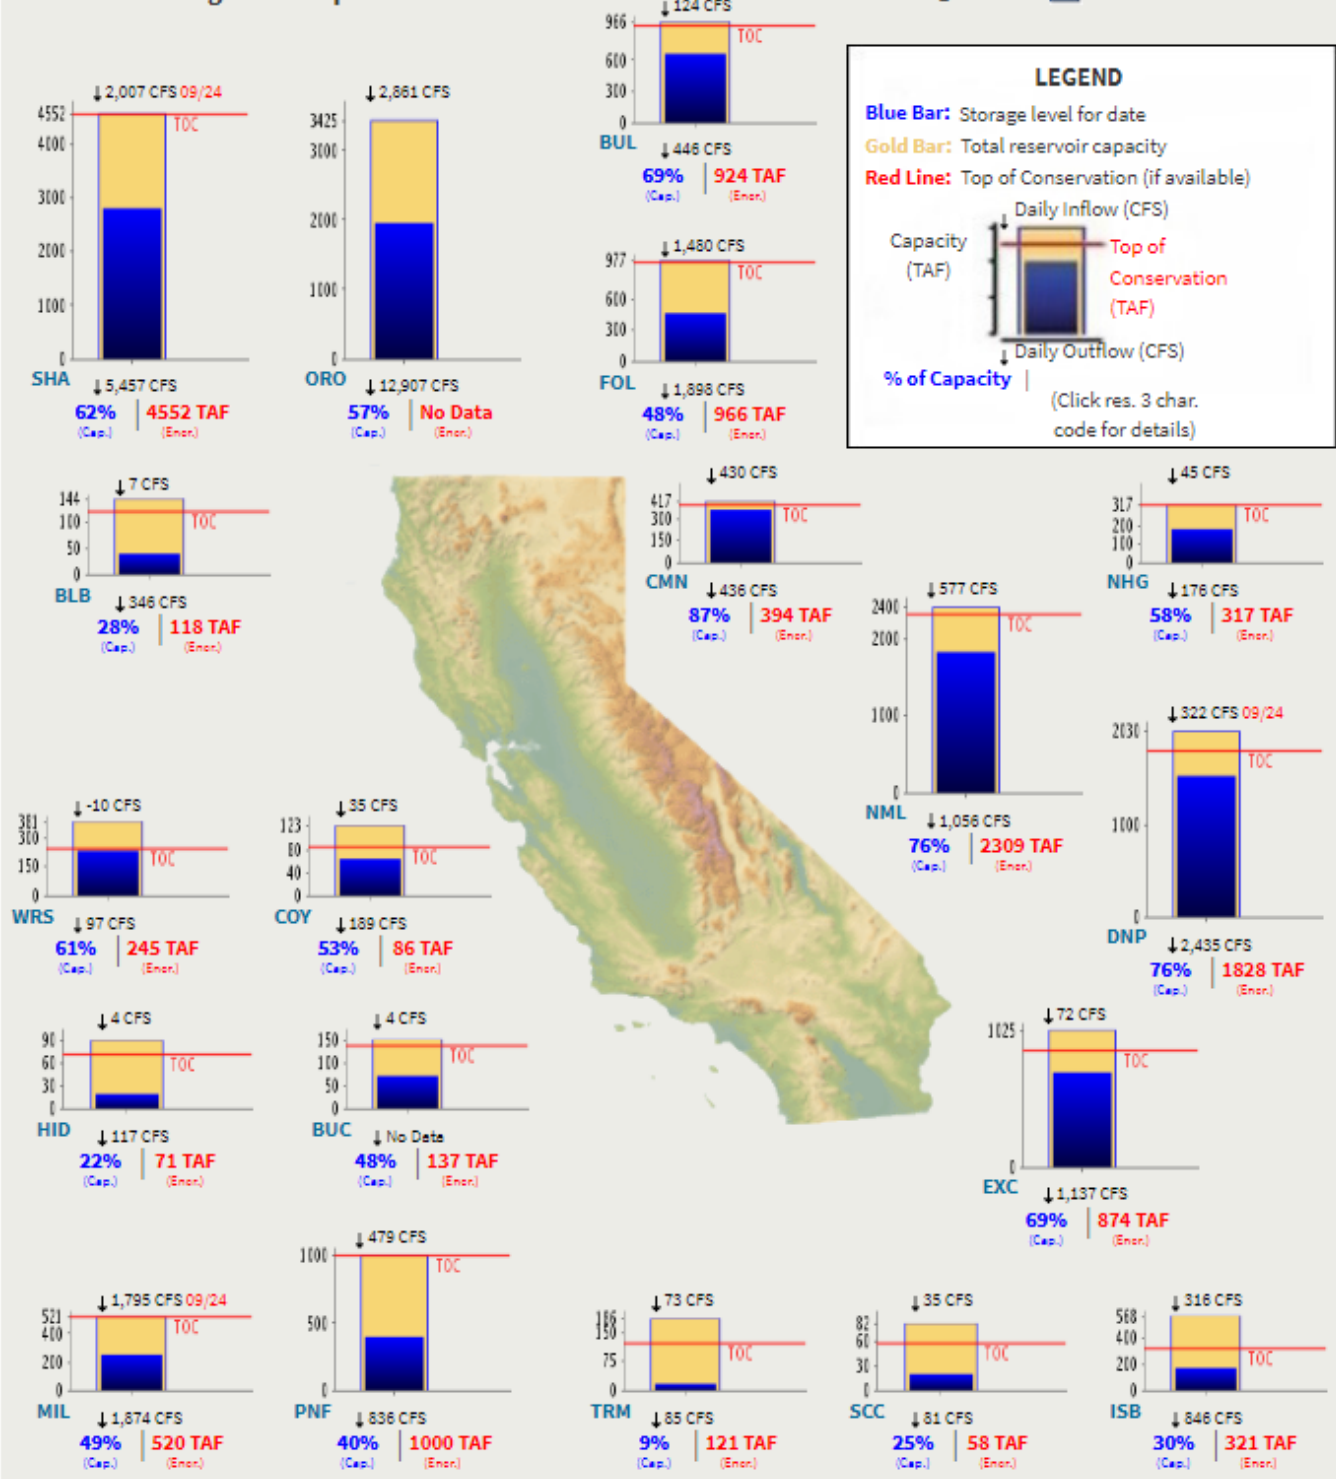 ↓ 2,007 CFS 09/24
4552
4000
3000
2000
1000
0
TOC
SHA
↓ 5,457 CFS
62% | 4552 TAF
(Cap.) (Encr.)
↓ 2,861 CFS
3425
3000
2000
1000
0
ORO
↓ 12,907 CFS
57% | No Data
(Cap.) (Encr.)
↓ 124 CFS
966
600
300
0
TOC
BUL
↓ 446 CFS
69% | 924 TAF
(Cap.) (Encr.)
↓ 1,480 CFS
977
600
300
0
TOC
FOL
↓ 1,898 CFS
48% | 966 TAF
(Cap.) (Encr.)
LEGEND
Blue Bar: Storage level for date
Gold Bar: Total reservoir capacity
Red Line: Top of Conservation (if available)
↓ Daily Inflow (CFS)
Capacity
(TAF)
Top of
Conservation
(TAF)
↓ Daily Outflow (CFS)
% of Capacity |
(Click res. 3 char.
code for details)
↓ 7 CFS
144
100
50
0
TOC
BLB
↓ 346 CFS
28% | 118 TAF
(Cap.) (Encr.)
↓ 430 CFS
417
300
150
0
TOC
CMN
↓ 436 CFS
87% | 394 TAF
(Cap.) (Encr.)
↓ 45 CFS
317
200
100
0
TOC
NHG
↓ 176 CFS
58% | 317 TAF
(Cap.) (Encr.)
↓ 577 CFS
2400
2000
1000
0
TOC
NML
↓ 1,056 CFS
76% | 2309 TAF
(Cap.) (Encr.)
↓ 322 CFS 09/24
2030
1000
0
TOC
DNP
↓ 2,435 CFS
76% | 1828 TAF
(Cap.) (Encr.)
↓ -10 CFS
381
300
150
0
TOC
WRS
↓ 97 CFS
61% | 245 TAF
(Cap.) (Encr.)
↓ 35 CFS
123
80
40
0
TOC
COY
↓ 189 CFS
53% | 86 TAF
(Cap.) (Encr.)
↓ 4 CFS
90
60
30
0
TOC
HID
↓ 117 CFS
22% | 71 TAF
(Cap.) (Encr.)
↓ 4 CFS
150
100
50
0
TOC
BUC
↓ No Data
48% | 137 TAF
(Cap.) (Encr.)
↓ 72 CFS
1025
0
TOC
EXC
↓ 1,137 CFS
69% | 874 TAF
(Cap.) (Encr.)
↓ 1,795 CFS 09/24
521
400
200
0
TOC
MIL
↓ 1,874 CFS
49% | 520 TAF
(Cap.) (Encr.)
↓ 479 CFS
1000
500
0
TOC
PNF
↓ 836 CFS
40% | 1000 TAF
(Cap.) (Encr.)
↓ 73 CFS
186
150
75
0
TOC
TRM
↓ 85 CFS
9% | 121 TAF
(Cap.) (Encr.)
↓ 35 CFS
82
60
30
0
TOC
SCC
↓ 81 CFS
25% | 58 TAF
(Cap.) (Encr.)
↓ 316 CFS
568
400
200
0
TOC
ISB
↓ 846 CFS
30% | 321 TAF
(Cap.) (Encr.)